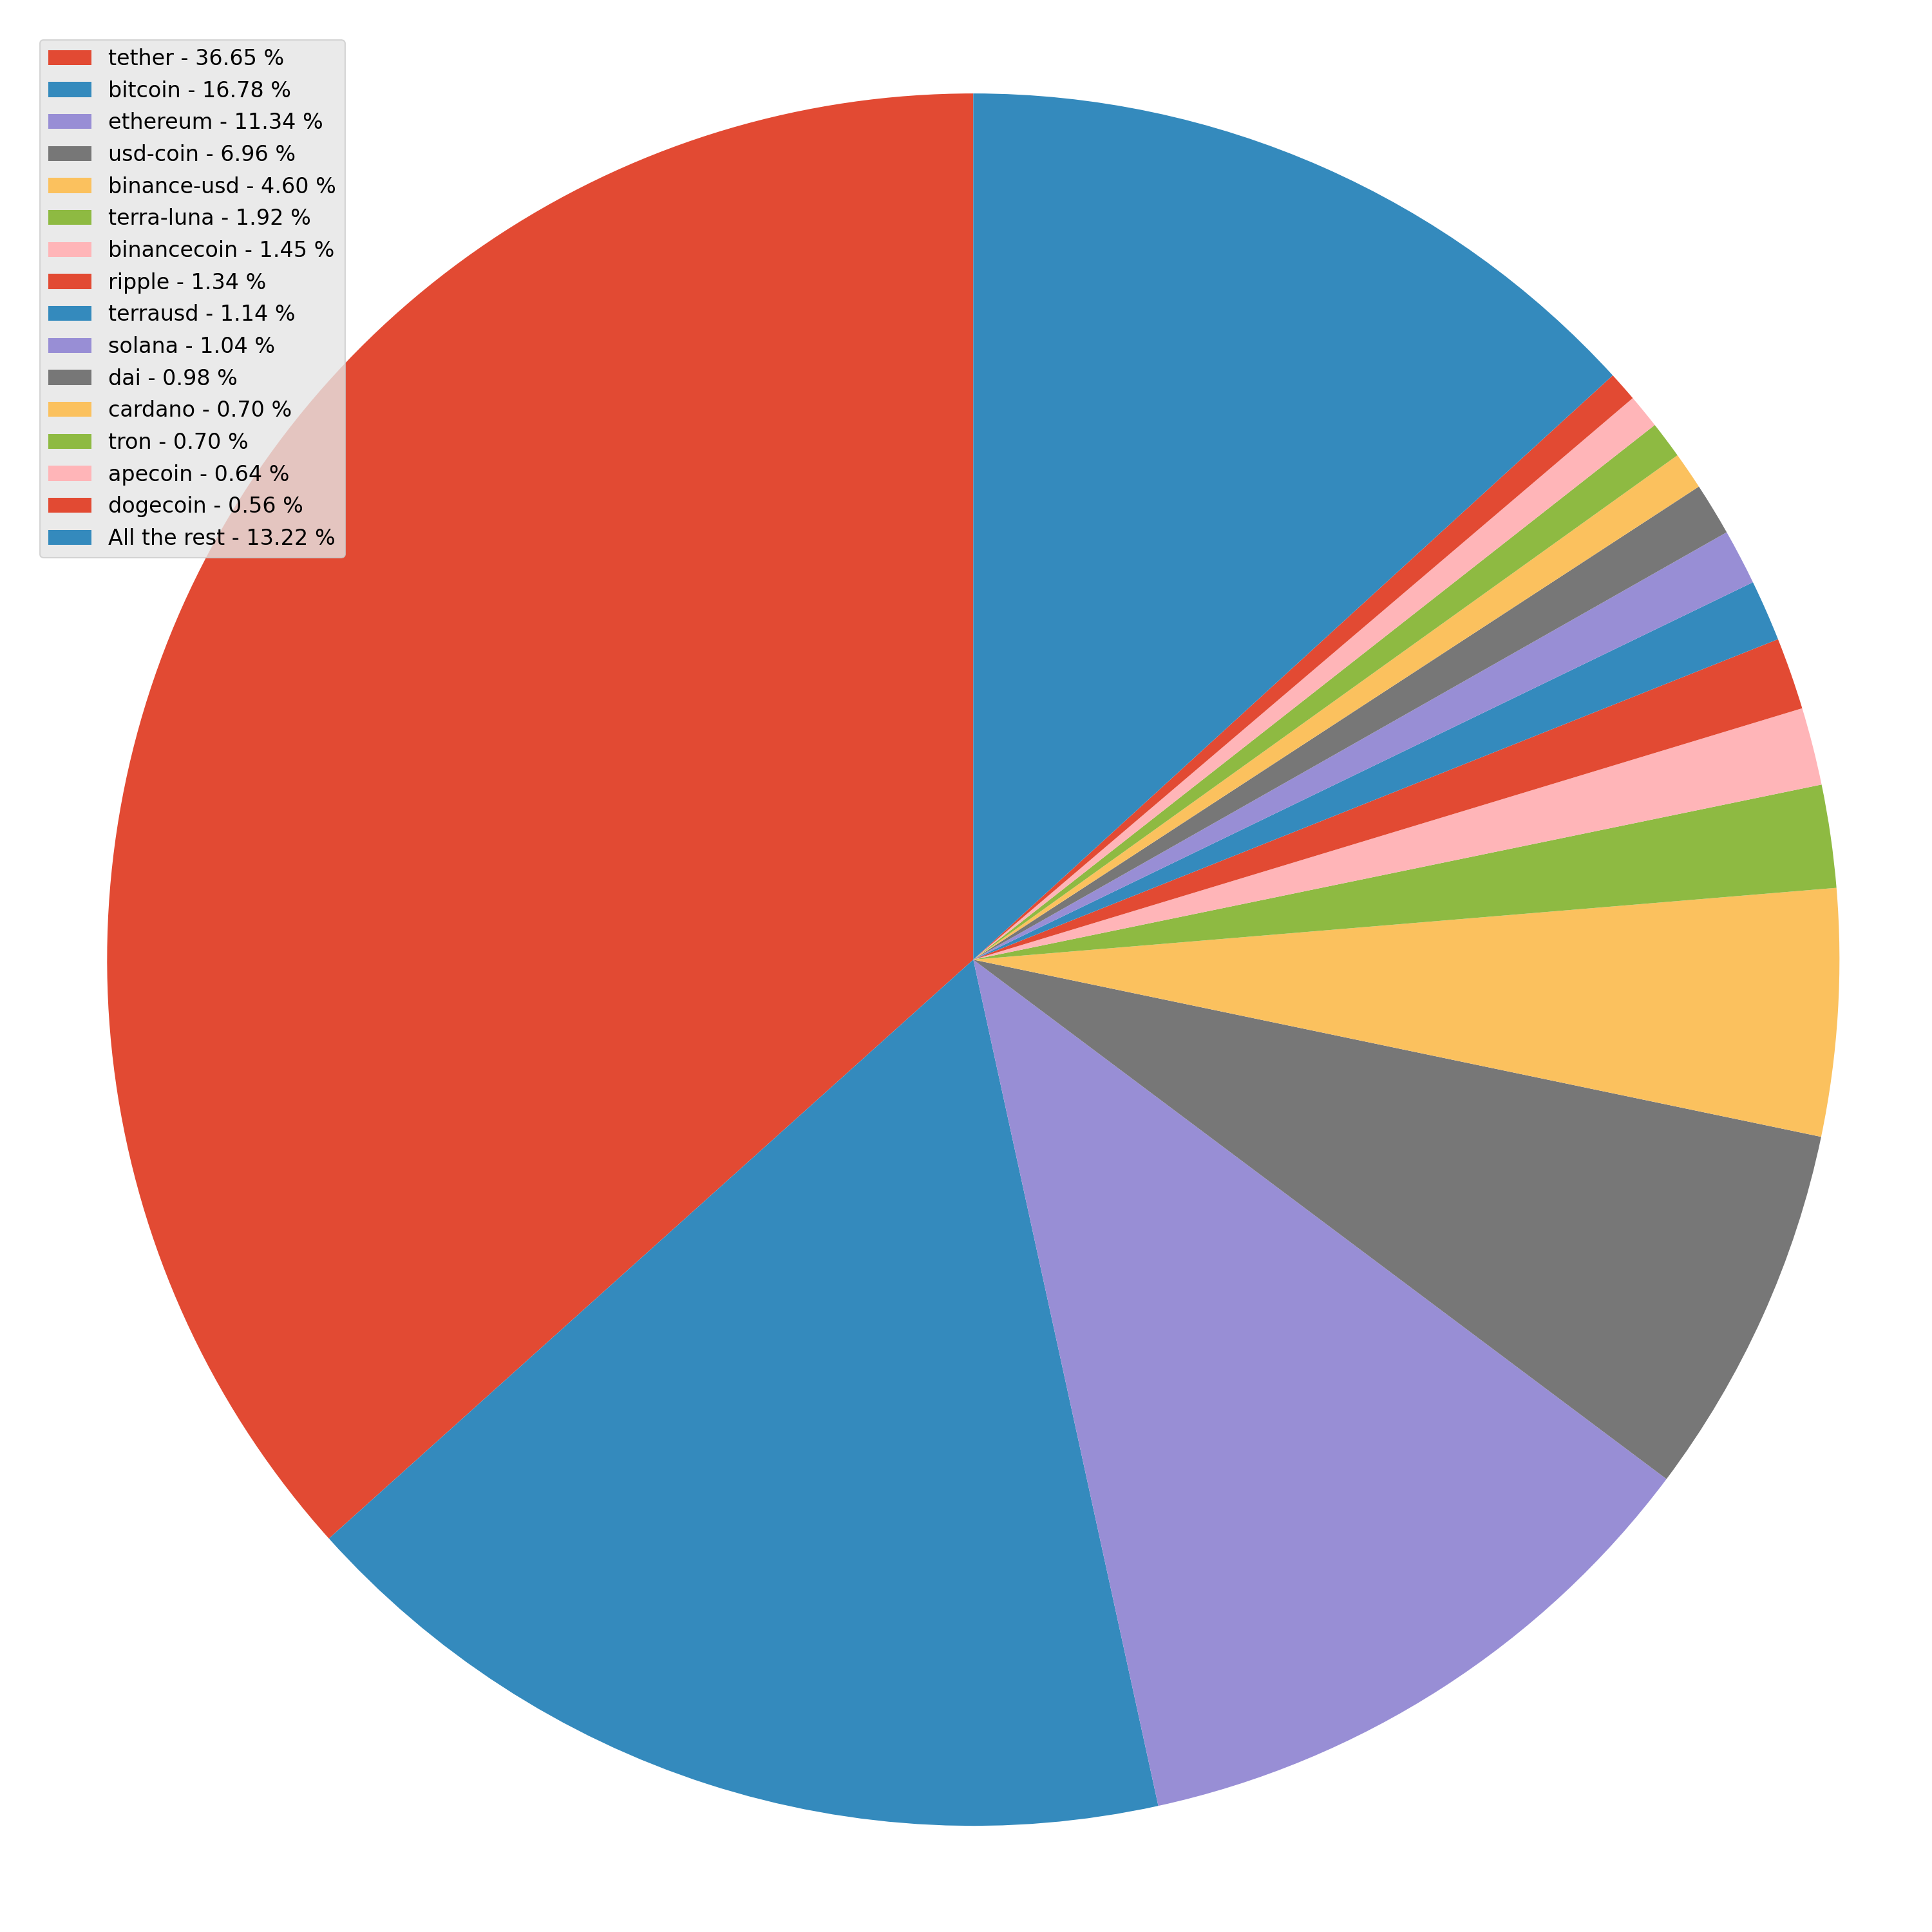 tether - 36.65 %
bitcoin - 16.78 %
ethereum - 11.34 %
usd-coin - 6.96 %
binance-usd - 4.60 %
terra-luna - 1.92 %
binancecoin - 1.45 %
ripple - 1.34 %
terrausd - 1.14 %
solana - 1.04 %
dai - 0.98 %
cardano - 0.70 %
tron - 0.70 %
apecoin - 0.64 %
dogecoin - 0.56 %
All the rest - 13.22 %